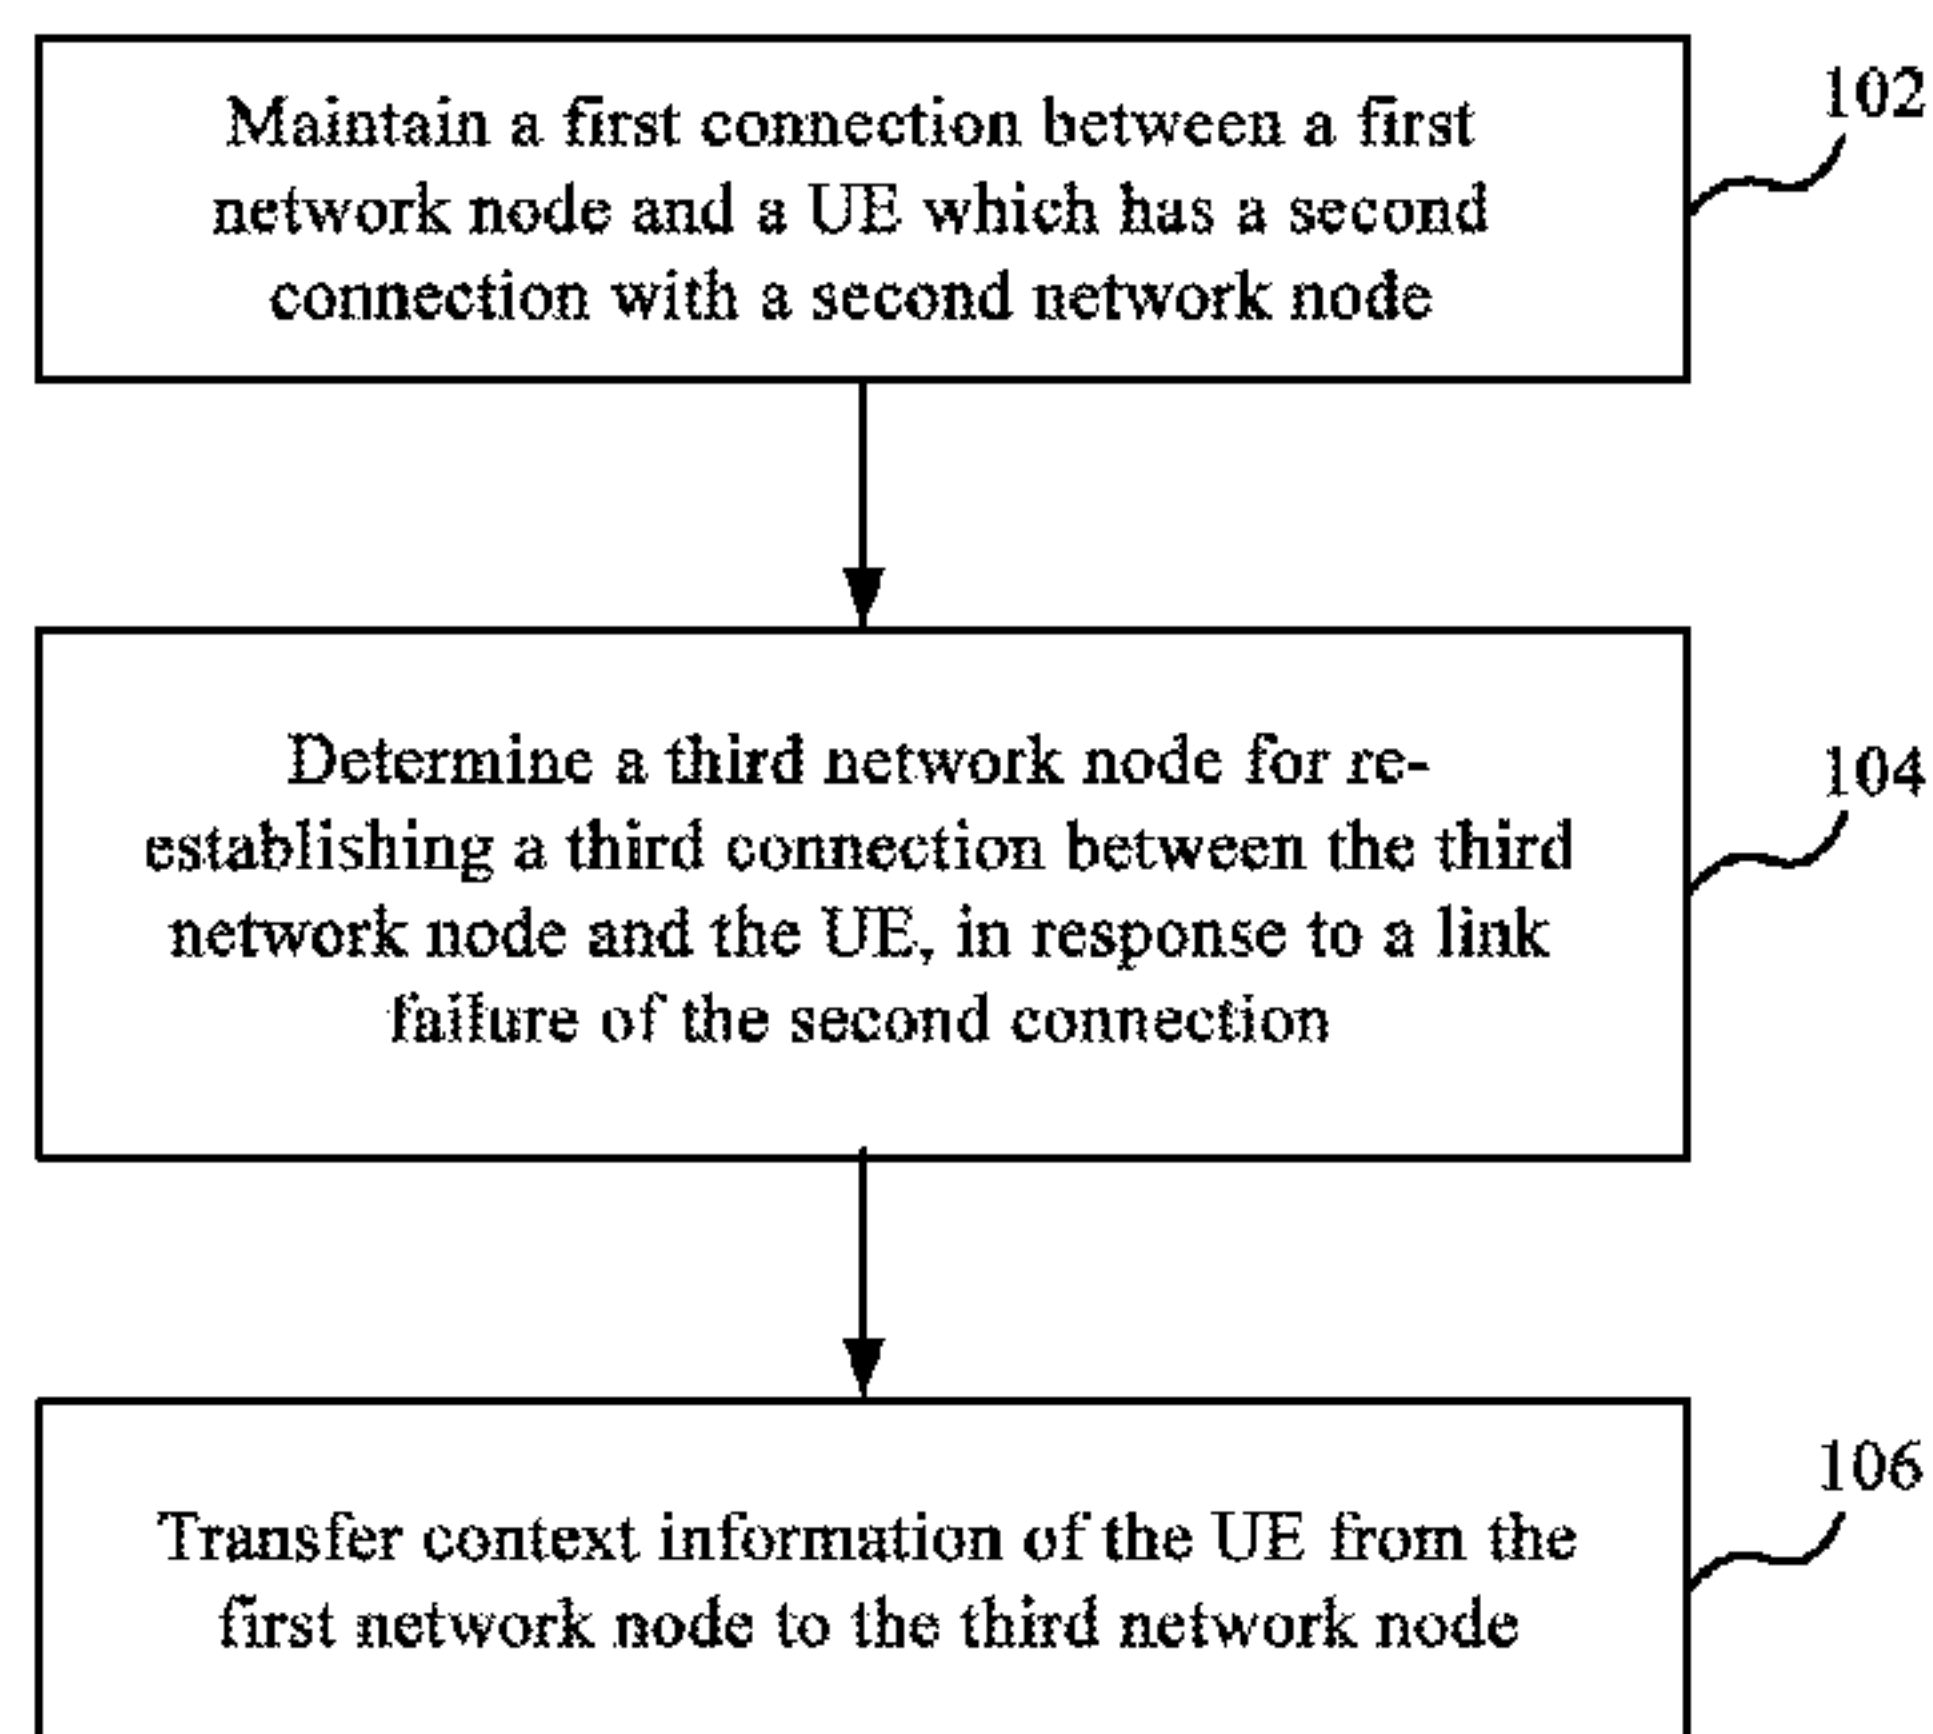 Maintain a first connection between a first
102
network node and a UE which has a second
connection with a second network node
Determine a third network node for re-
104
establishing a third connection between the third
network node and the UE, in response to a link
failure of the second connection
106
Transfer context information of the UE from the
first network node to the third network node